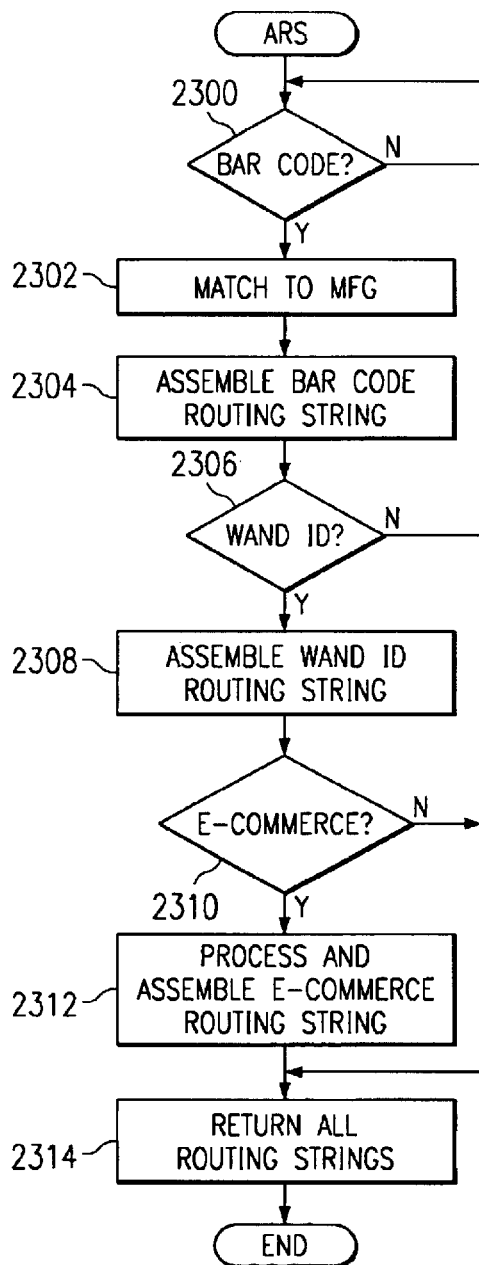 ARS
2300
BAR CODE?
N
Y
2302
MATCH TO MFG
2304
ASSEMBLE BAR CODE
ROUTING STRING
2306
WAND ID?
N
Y
2308
ASSEMBLE WAND ID
ROUTING STRING
E-COMMERCE?
N
2310
Y
2312
PROCESS AND
ASSEMBLE E-COMMERCE
ROUTING STRING
2314
RETURN ALL
ROUTING STRINGS
END